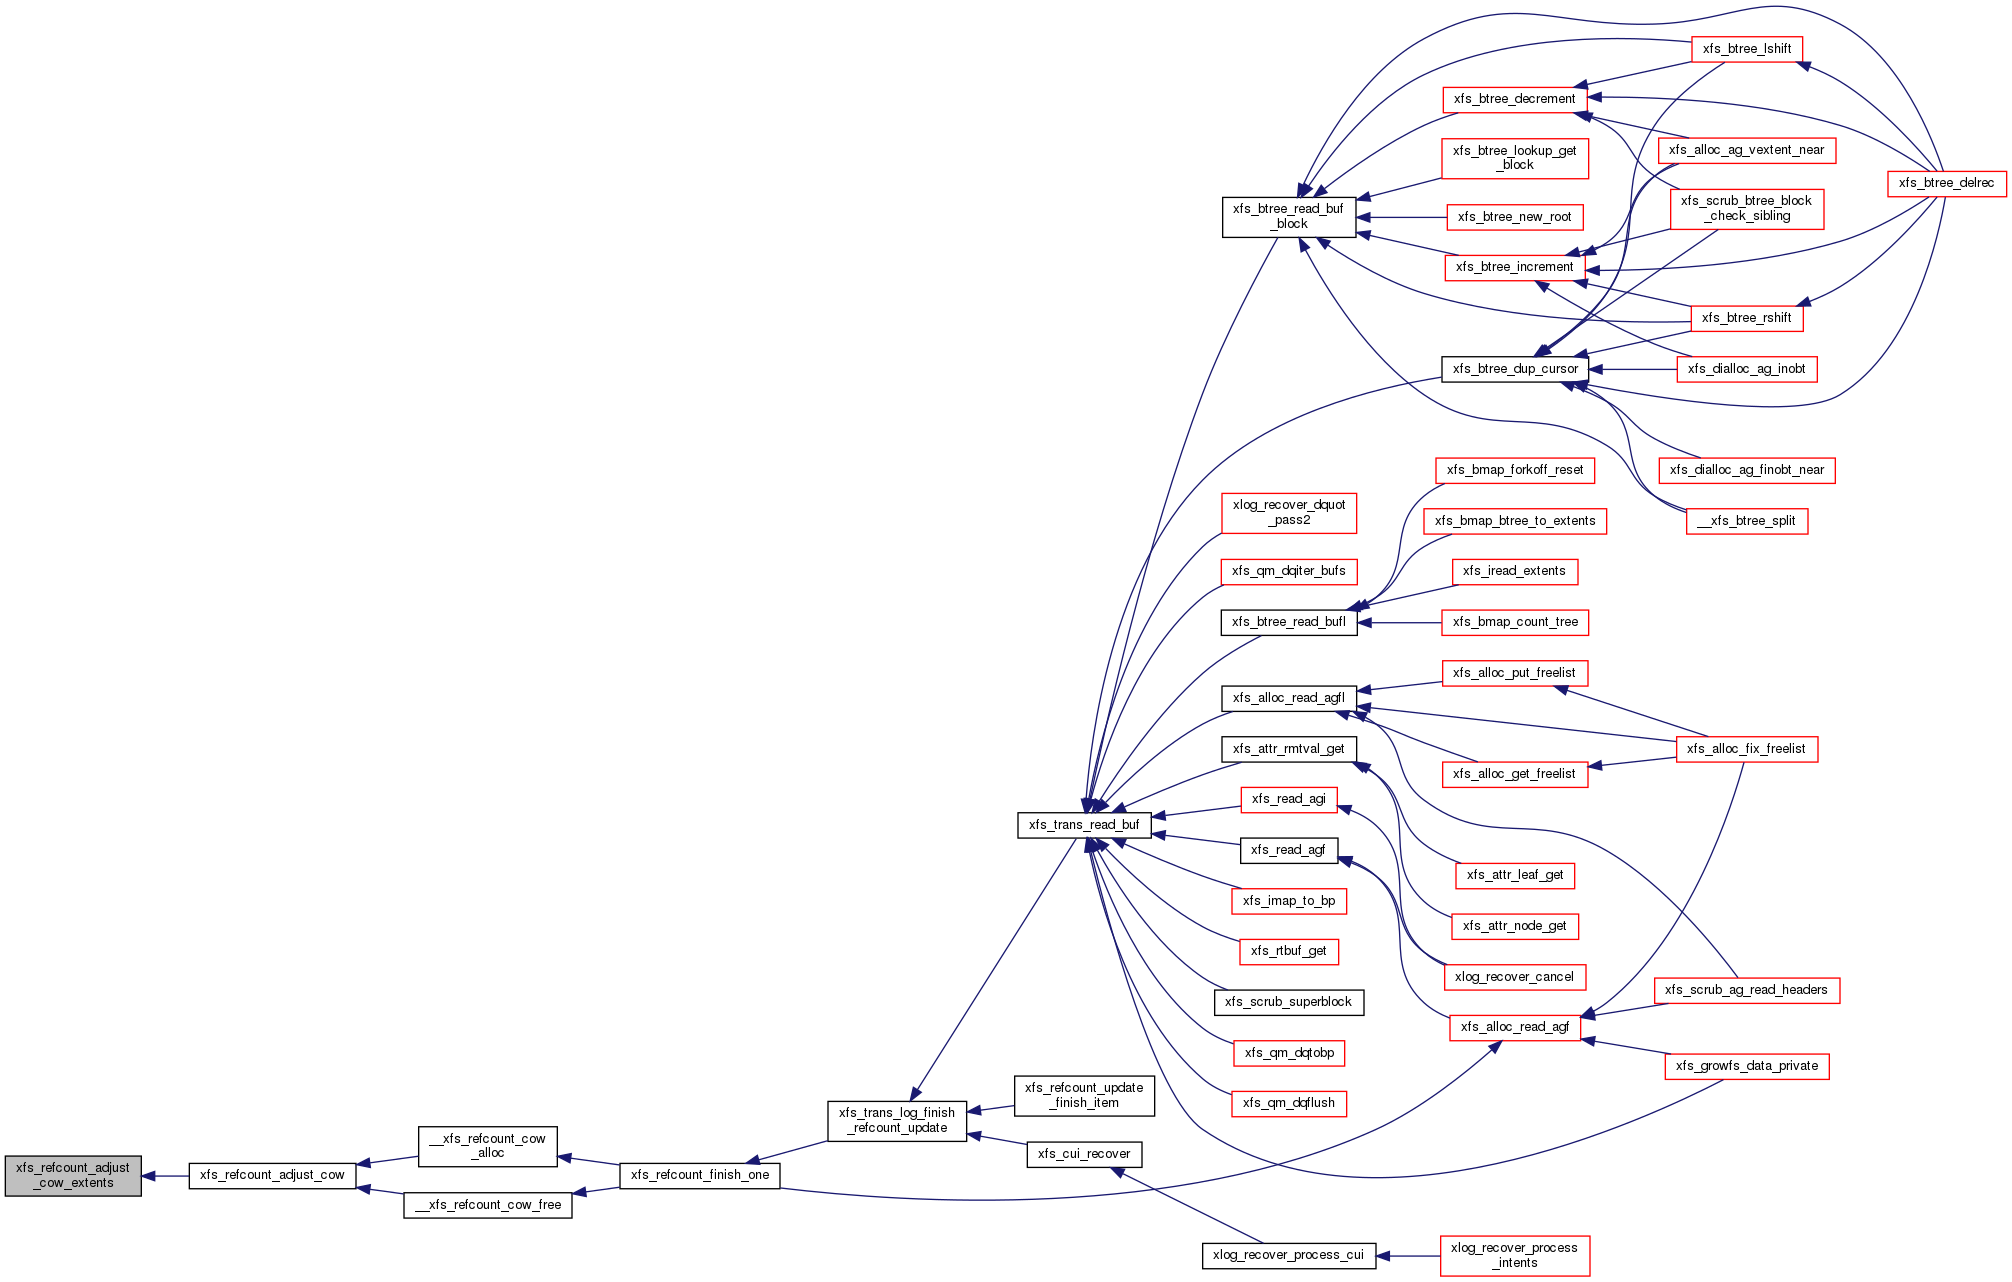 xfs_refcount_adjust
_cow_extents
xfs_refcount_adjust_cow
__xfs_refcount_cow
_alloc
__xfs_refcount_cow_free
xfs_refcount_finish_one
xfs_trans_log_finish
_refcount_update
xfs_trans_read_buf
xfs_refcount_update
_finish_item
xfs_cui_recover
xfs_btree_read_buf
_block
xlog_recover_dquot
_pass2
xfs_qm_dqiter_bufs
xfs_btree_read_bufl
xfs_alloc_read_agfl
xfs_attr_rmtval_get
xfs_read_agi
xfs_read_agf
xfs_imap_to_bp
xfs_rtbuf_get
xfs_scrub_superblock
xfs_qm_dqtobp
xfs_qm_dqflush
xlog_recover_process_cui
xfs_btree_decrement
xfs_btree_lookup_get
_block
xfs_btree_new_root
xfs_btree_increment
xfs_btree_dup_cursor
xfs_bmap_forkoff_reset
xfs_bmap_btree_to_extents
xfs_iread_extents
xfs_bmap_count_tree
xfs_alloc_put_freelist
xfs_alloc_get_freelist
xfs_attr_leaf_get
xfs_attr_node_get
xlog_recover_cancel
xfs_alloc_read_agf
xlog_recover_process
_intents
xfs_btree_lshift
xfs_alloc_ag_vextent_near
xfs_scrub_btree_block
_check_sibling
xfs_btree_rshift
xfs_dialloc_ag_inobt
xfs_dialloc_ag_finobt_near
__xfs_btree_split
xfs_alloc_fix_freelist
xfs_scrub_ag_read_headers
xfs_growfs_data_private
xfs_btree_delrec